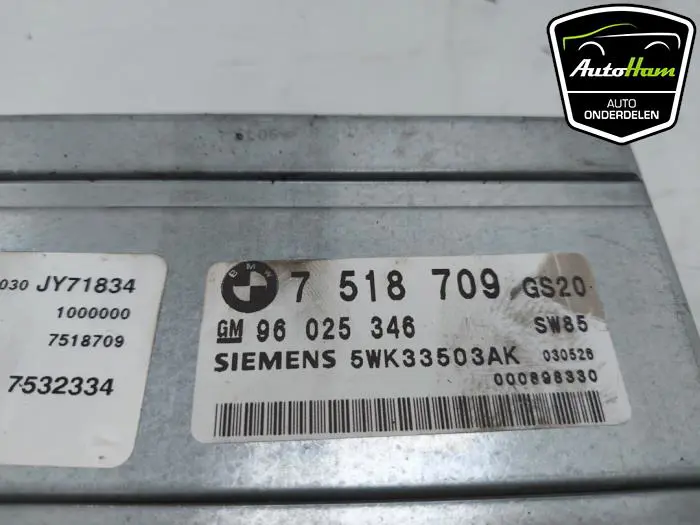 AutoHam
AUTO
ONDERDELEN
030 JY71834
1000000
7518709
7532334
BMW
7 518 709 GS20
GM 96 025 346 SW85
SIEMENS 5WK33503AK 030526
000898330